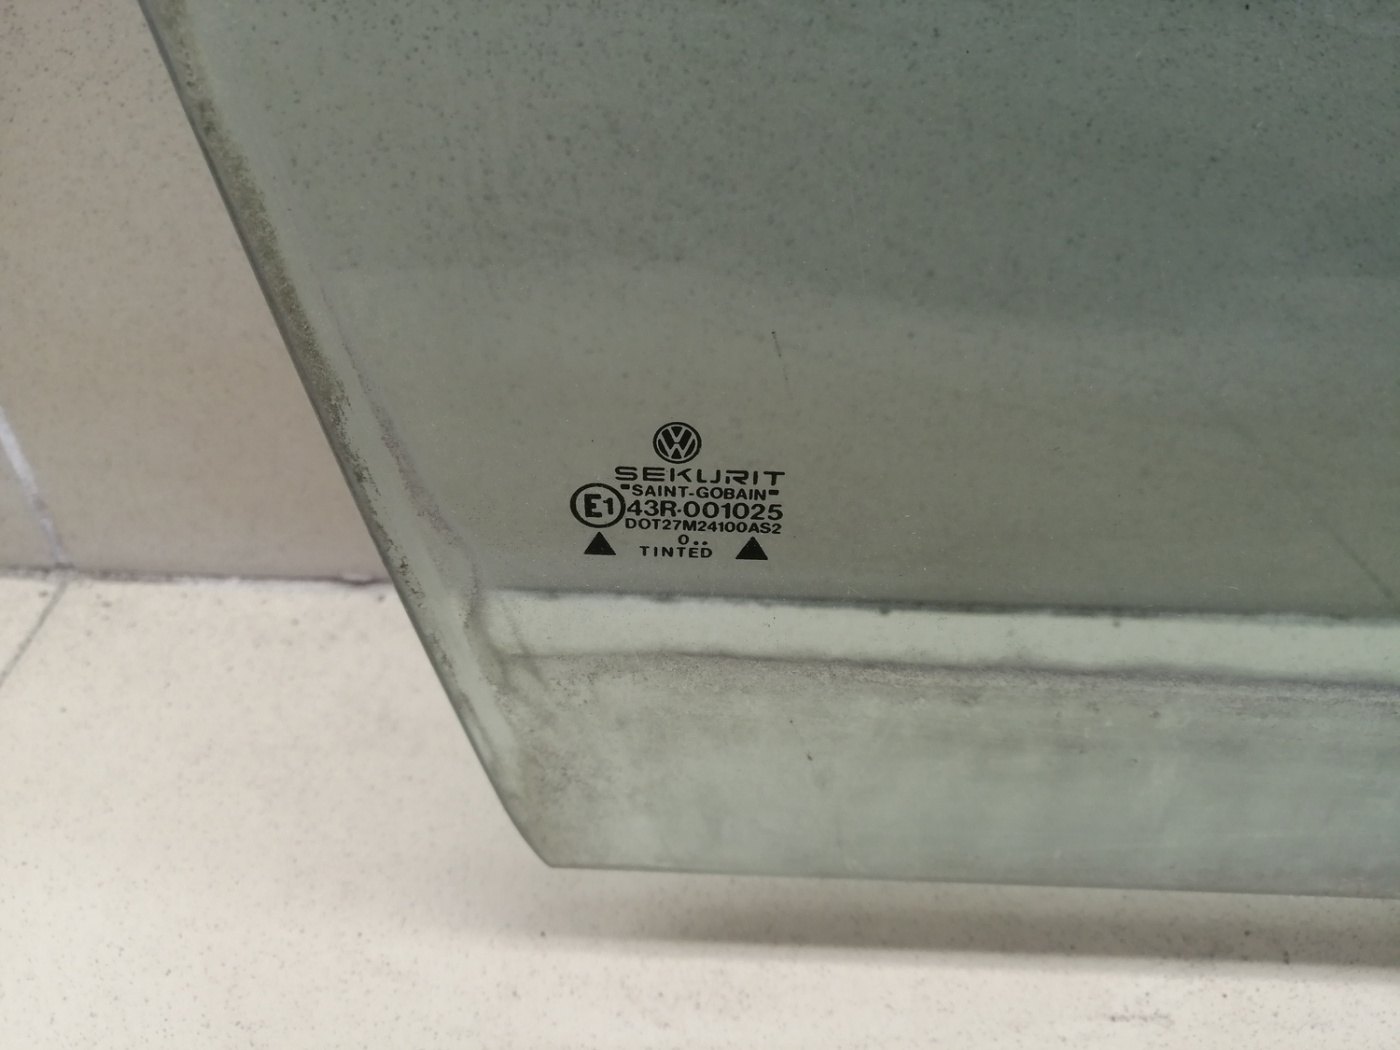 SEKURIT
"SAINT-GOBAIN"
E1 43R-001025
DOT27M24100AS2
0..
TINTED